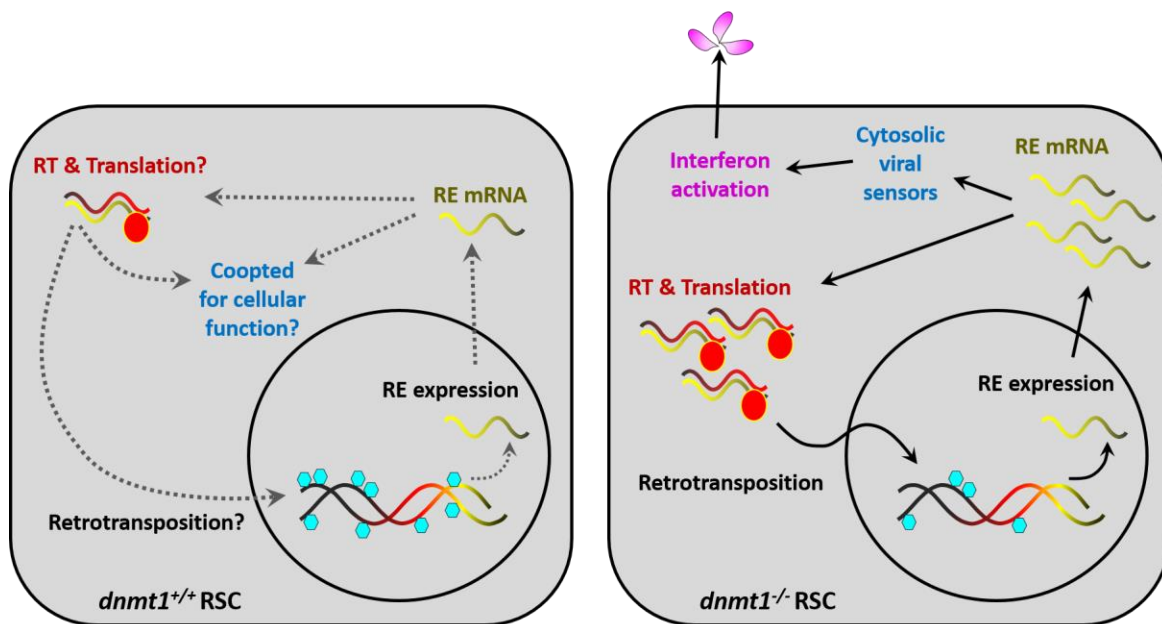 RT & Translation?
RE mRNA
Coopted
for cellular
function?
RE expression
Retrotransposition?
dnmt1+/+ RSC
Interferon
activation
Cytosolic
viral
sensors
RE mRNA
RT & Translation
RE expression
Retrotransposition
dnmt1-/- RSC